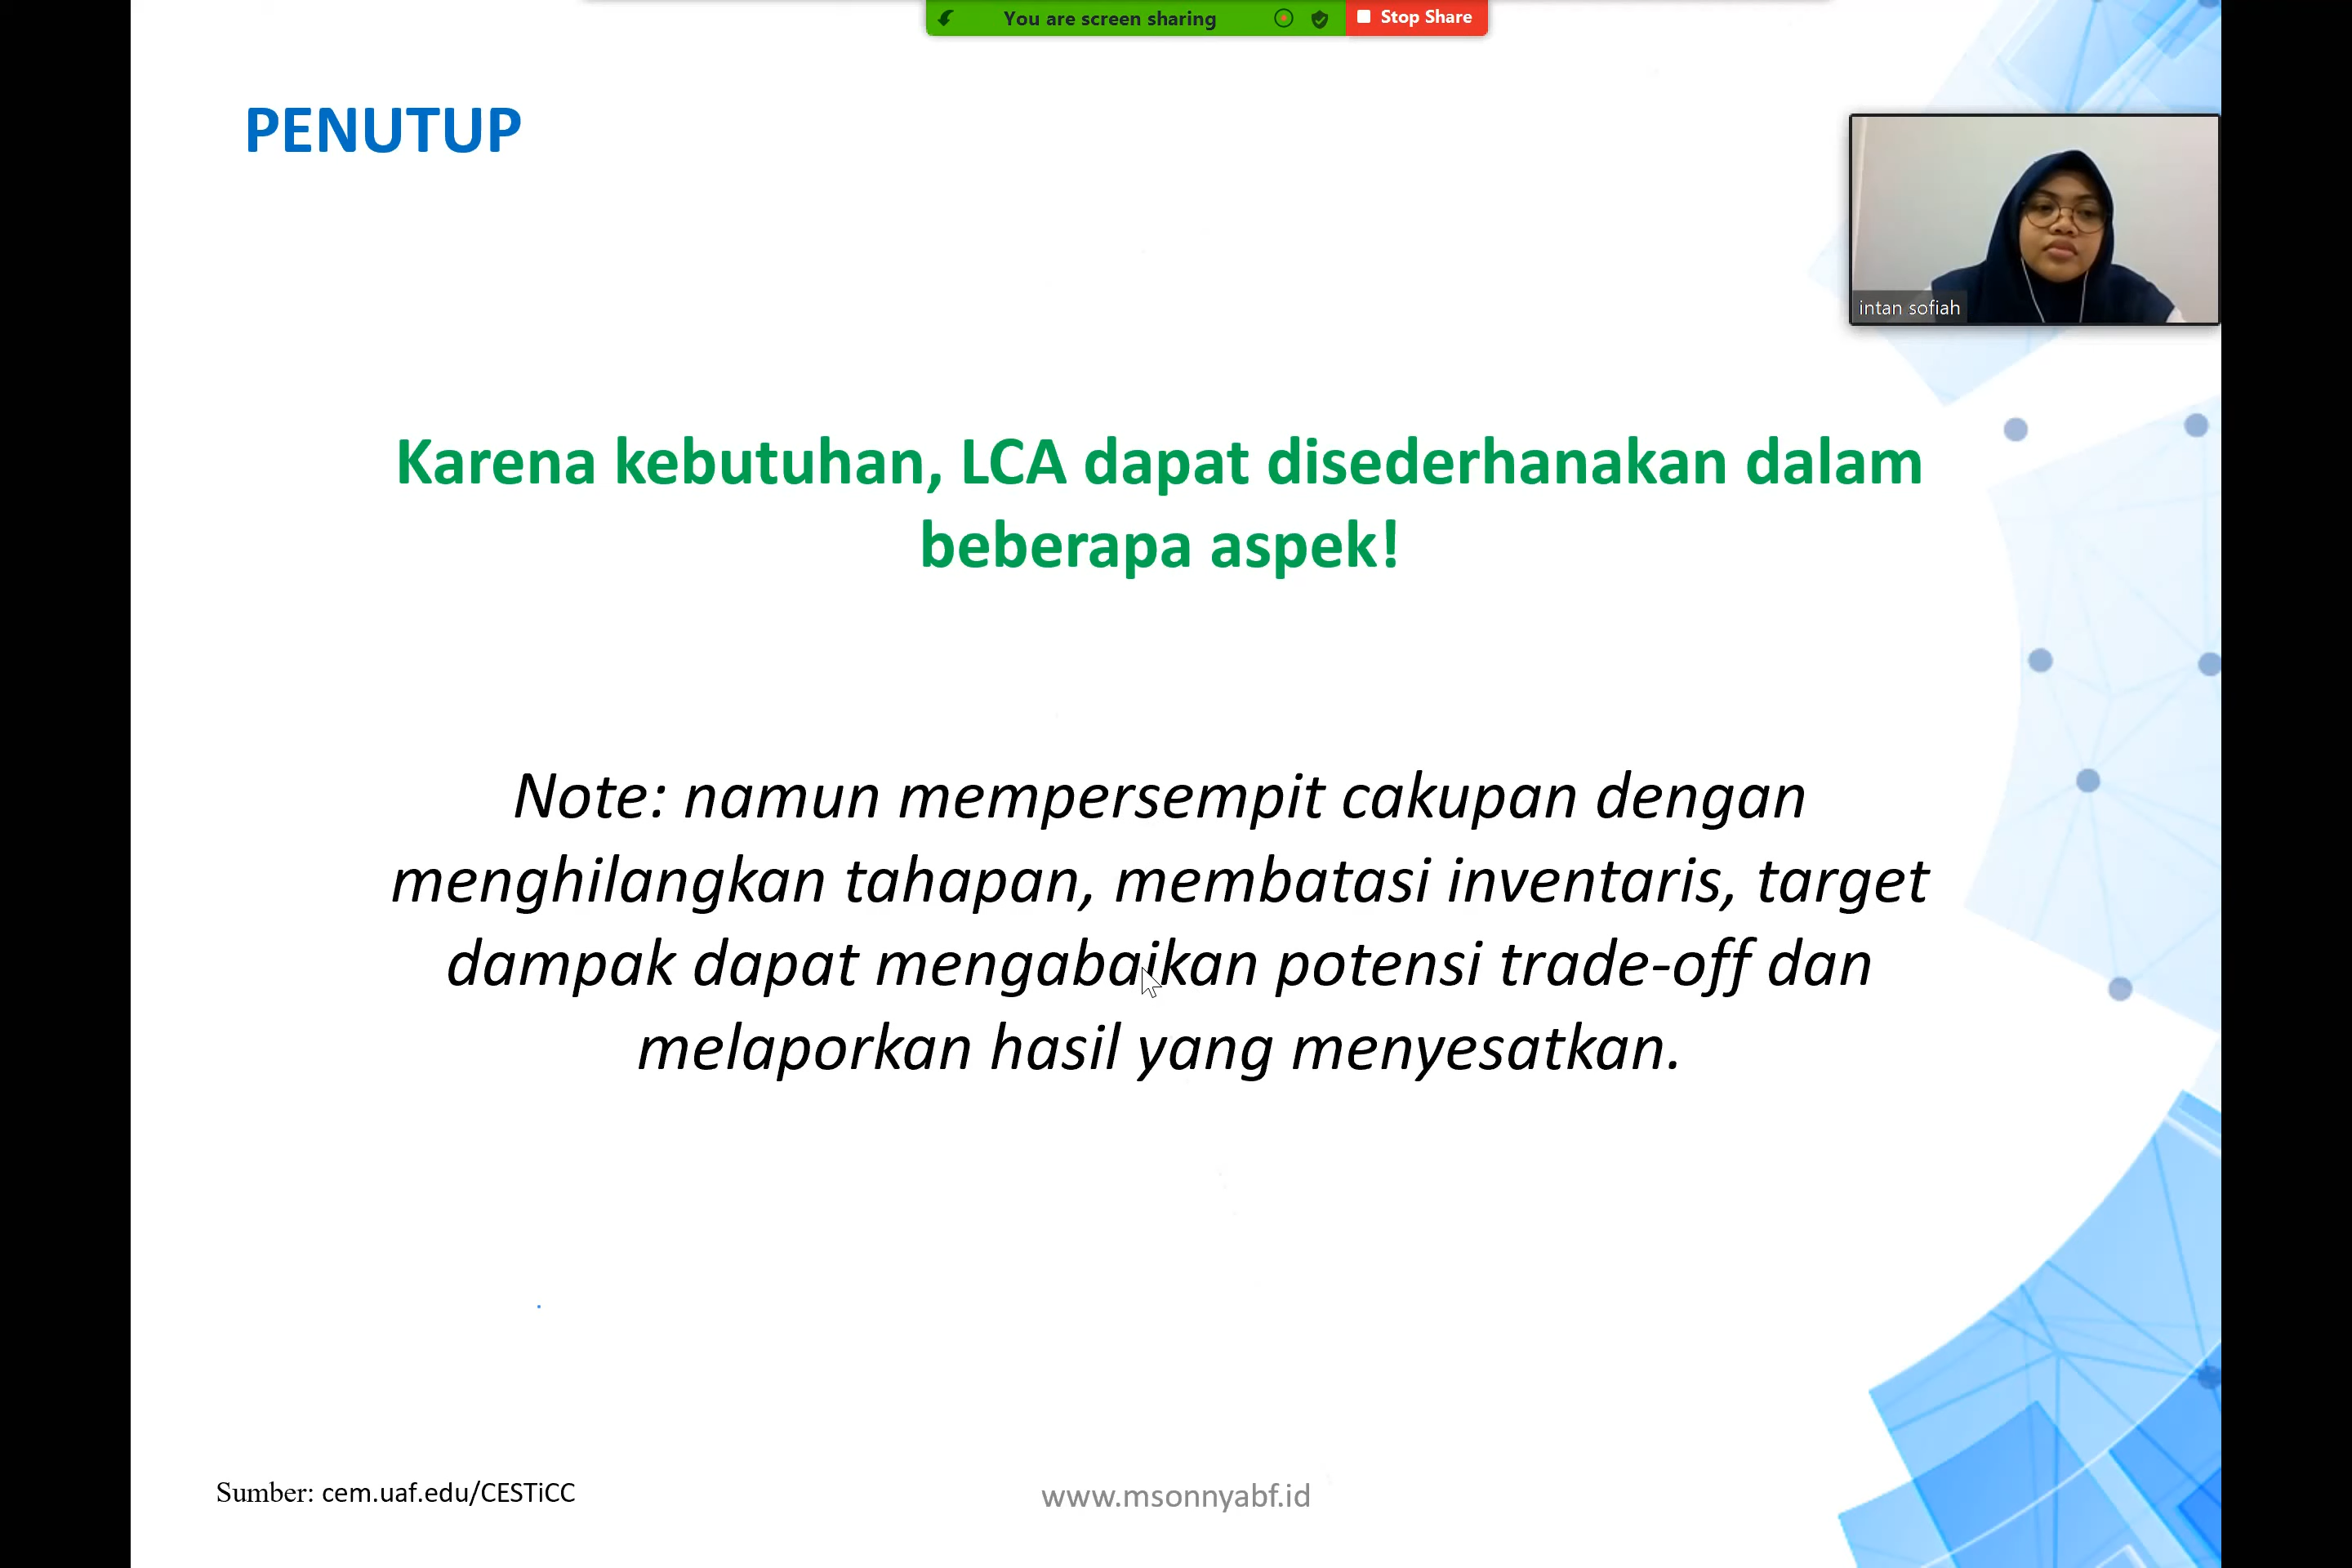 You are screen sharing
Stop Share
PENUTUP
intan sofiah
Karena kebutuhan, LCA dapat disederhanakan dalam
beberapa aspek!
Note: namun mempersempit cakupan dengan
menghilangkan tahapan, membatasi inventaris, target
dampak dapat mengabaikan potensi trade-off dan
melaporkan hasil yang menyesatkan.
Sumber: cem.uaf.edu/CESTiCC
www.msonnyabf.id